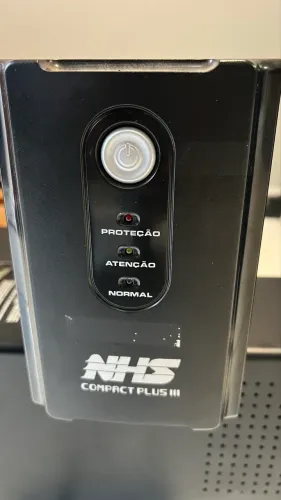 PROTEÇÃO
ATENÇÃO
NORMAL
NHS
COMPACT PLUS III